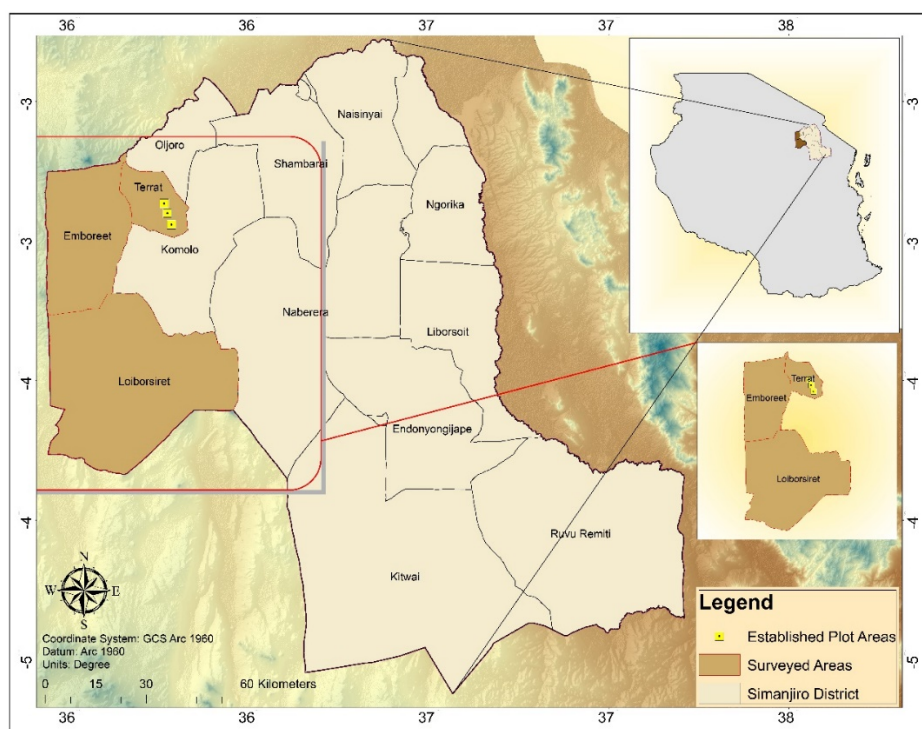 36 36 37 37 38
-3
-3
-4
-4
-5
-3
-3
-4
-4
-5
Naisinyai
Oljoro
Shambarai
Terrat
Ngorika
Emboreet
Komolo
Naberera
Liborsoit
Loiborsiret
Endonyongijape
Ruvu Remiti
Kitwai
Terrat
Emboreet
Loiborsiret
N
W E
S
Coordinate System: GCS Arc 1960
Datum: Arc 1960
Units: Degree
0 15 30 60 Kilometers
Legend
Established Plot Areas
Surveyed Areas
Simanjiro District
36 36 37 37 38